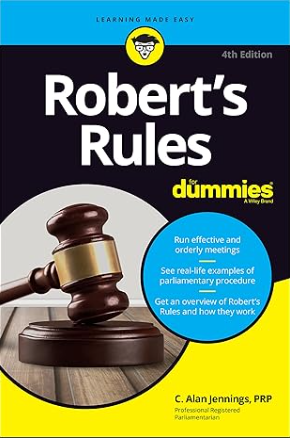 LEARNING MADE EASY
4th Edition
Robert's
Rules
for
dummies
A Wiley Brand
Run effective and
orderly meetings
See real-life examples of
parliamentary procedure
Get an overview of Robert's
Rules and how they work
C. Alan Jennings, PRP
Professional Registered
Parliamentarian